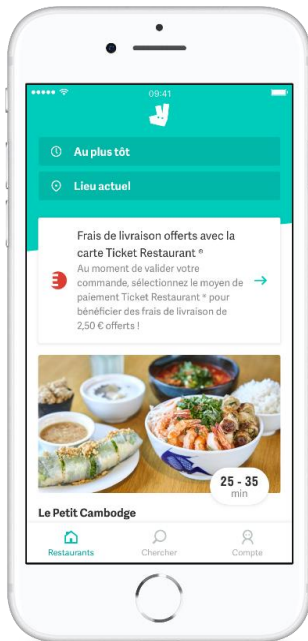 09:41
Au plus tôt
Lieu actuel
Frais de livraison offerts avec la
carte Ticket Restaurant ®
Au moment de valider votre
commande, sélectionnez le moyen de
paiement Ticket Restaurant ® pour
bénéficier des frais de livraison de
2,50 € offerts !
25 - 35
min
Le Petit Cambodge
Restaurants
Chercher
Compte